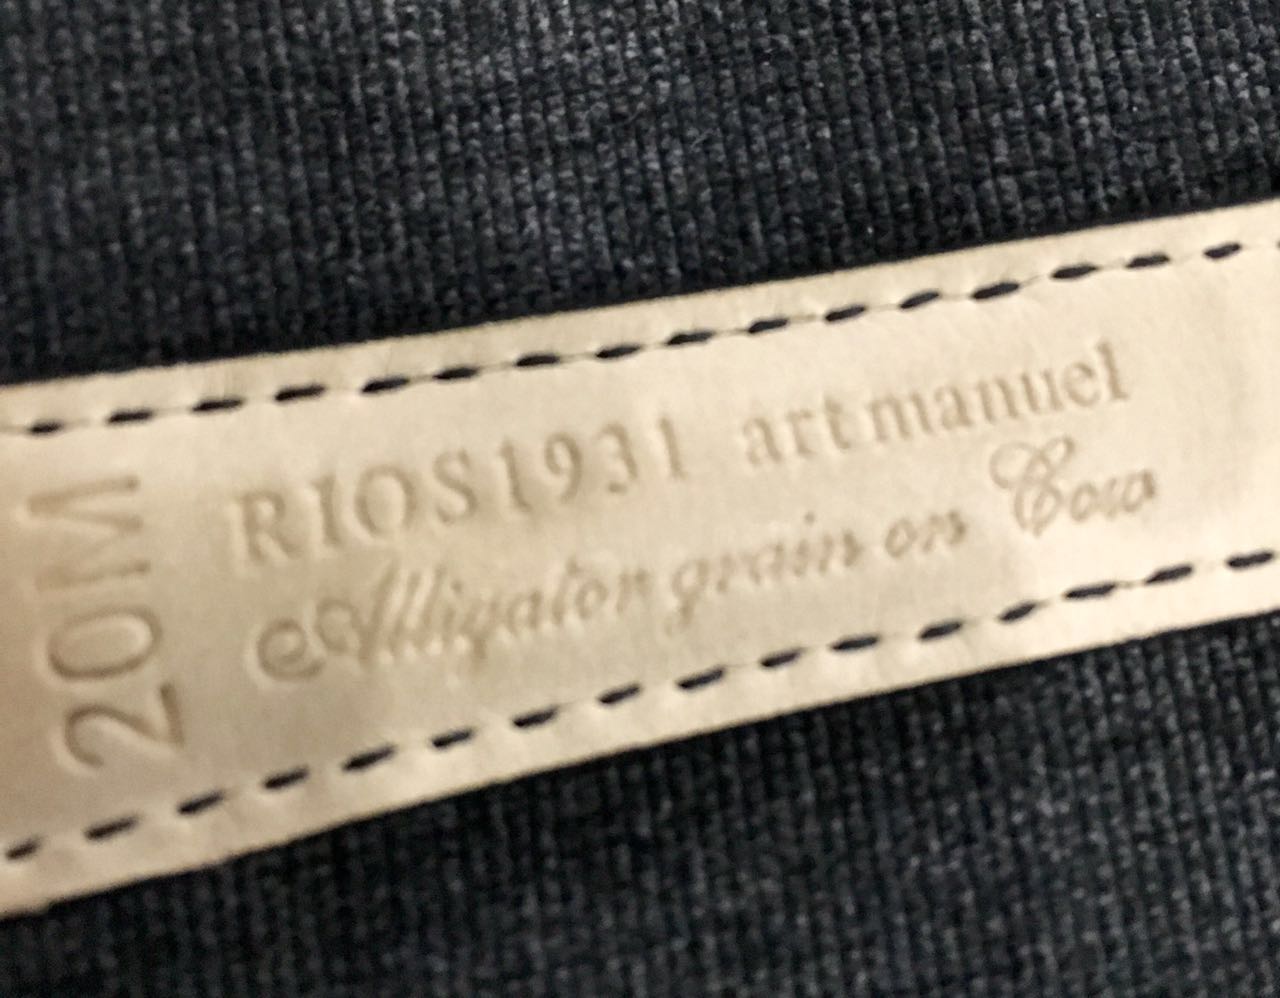 20M
RIOS1931 art manuel
Alligator grain on Cow